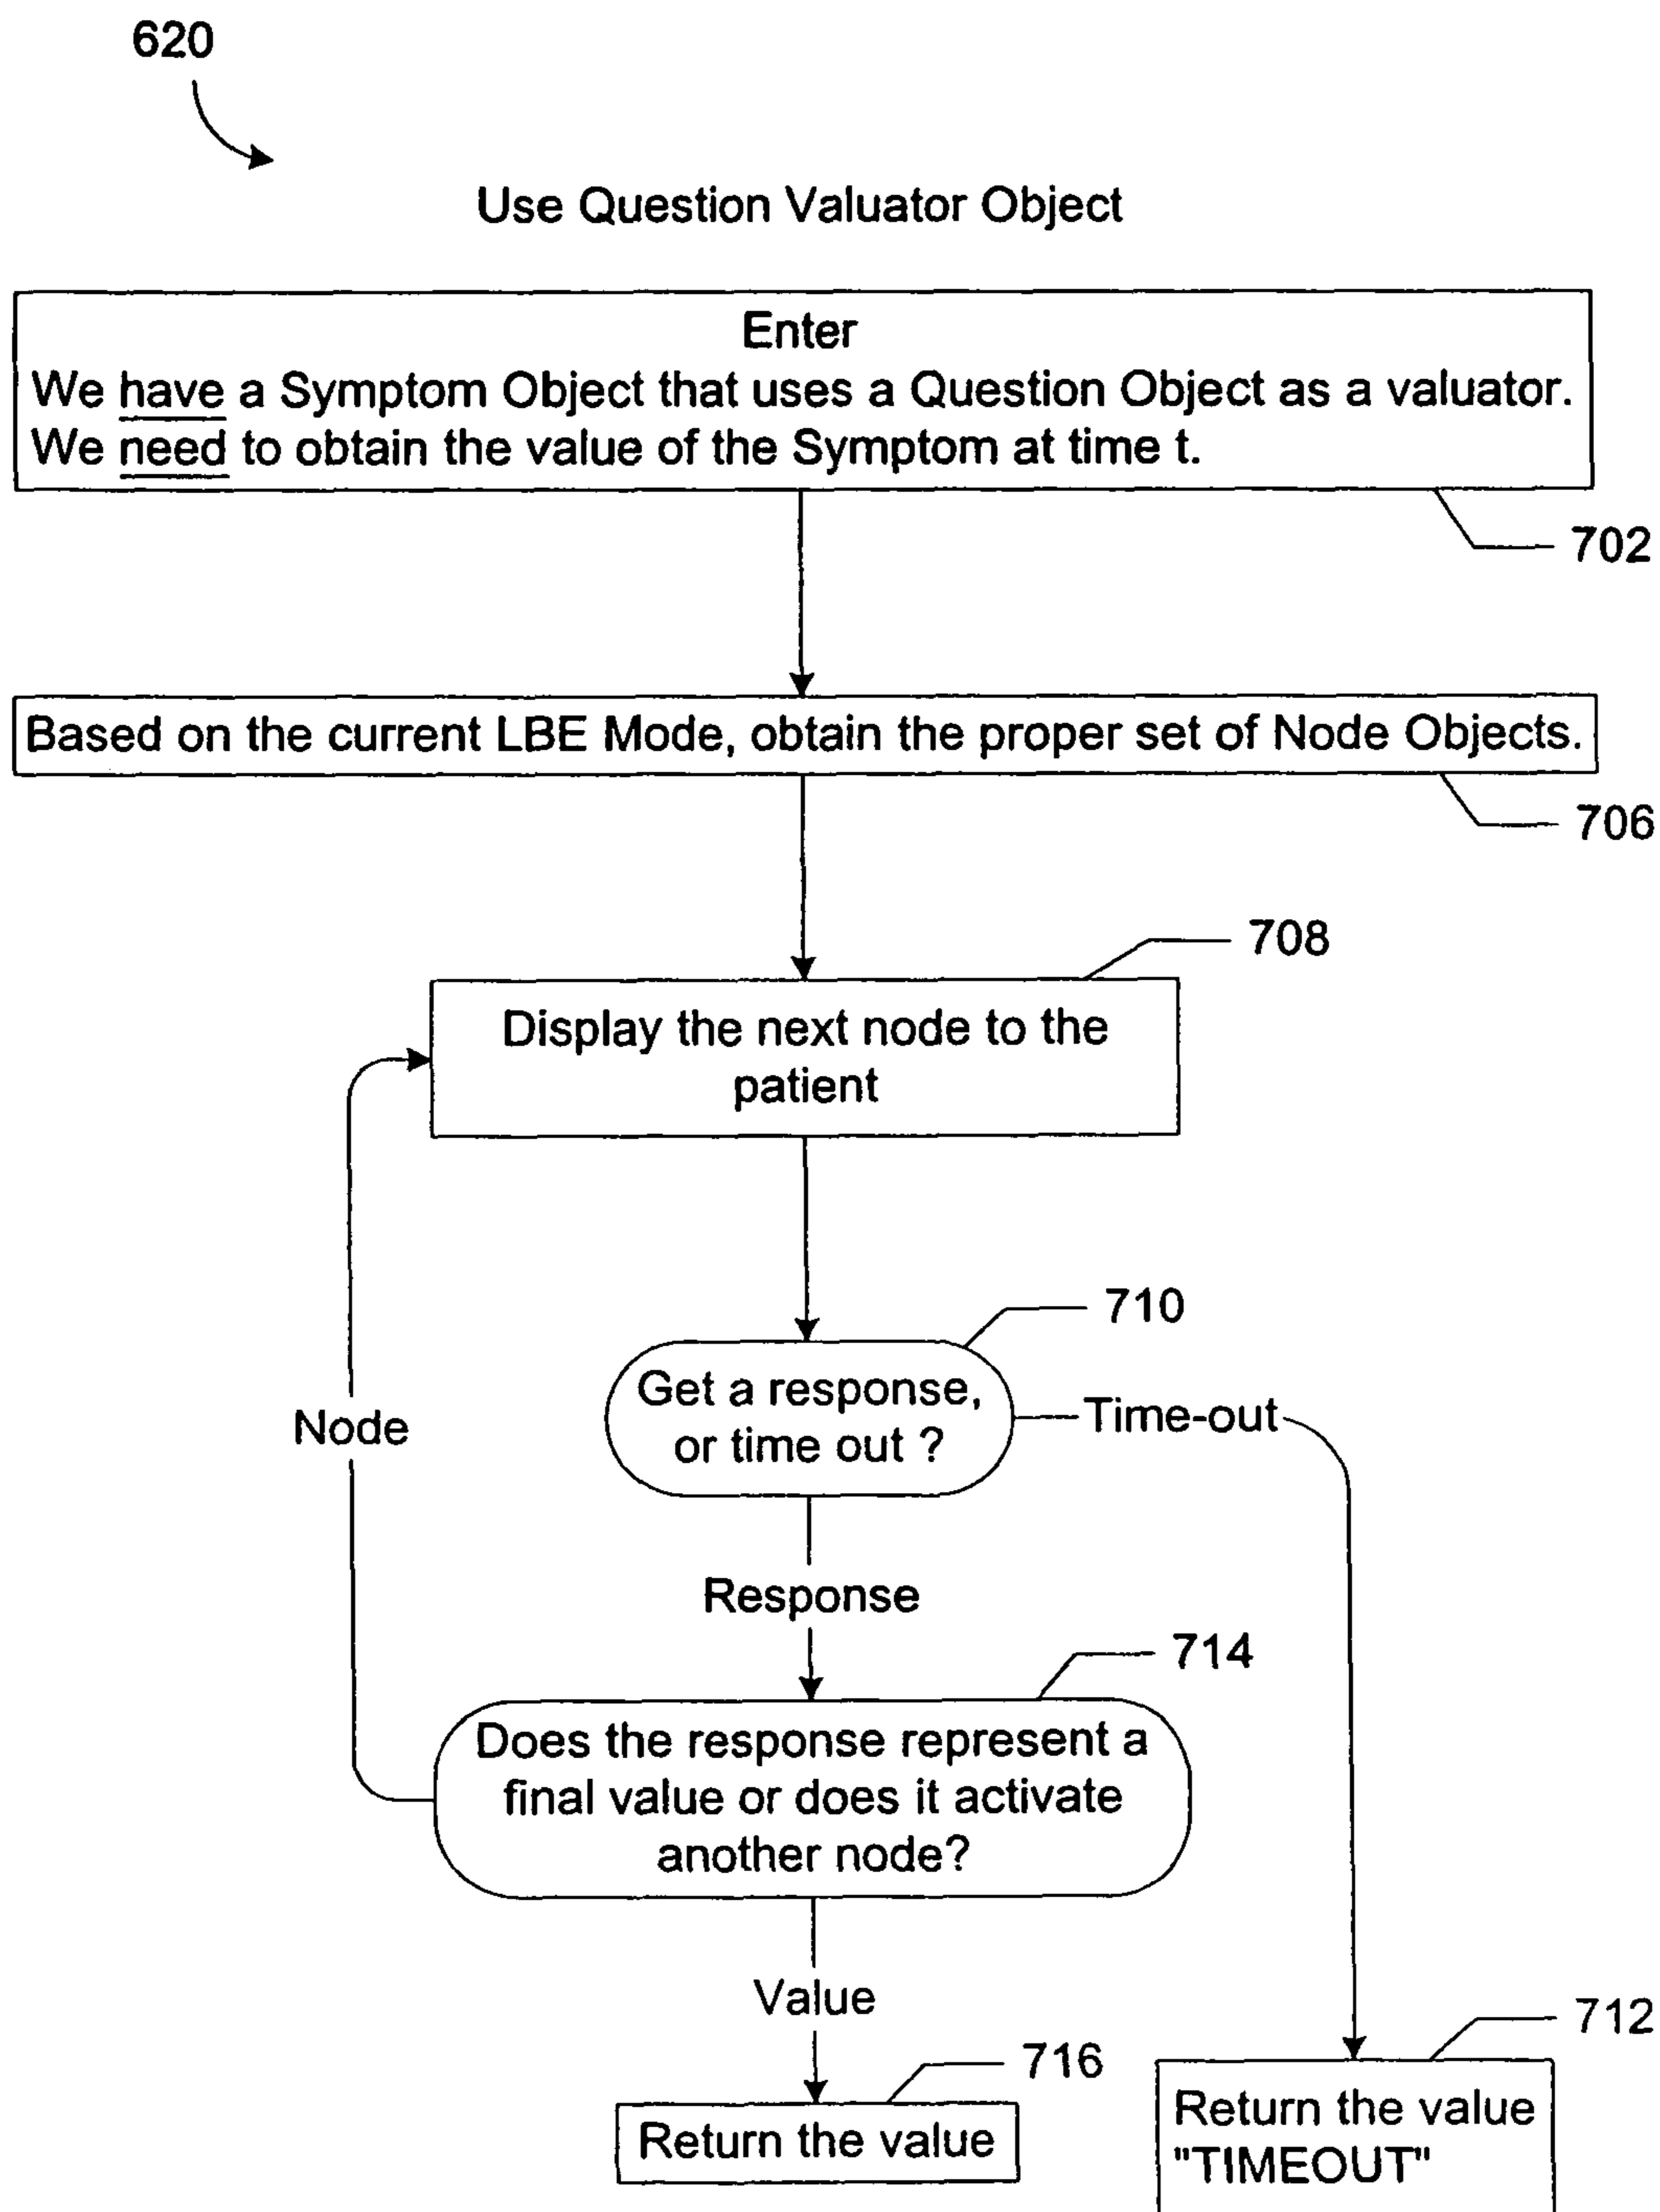 620
Use Question Valuator Object
Enter
We have a Symptom Object that uses a Question Object as a valuator.
We need to obtain the value of the Symptom at time t.
702
Based on the current LBE Mode, obtain the proper set of Node Objects.
706
708
Display the next node to the
patient
710
Get a response,
or time out ?
Time-out
Node
Response
714
Does the response represent a
final value or does it activate
another node?
Value
712
716
Return the value
Return the value
"TIMEOUT"